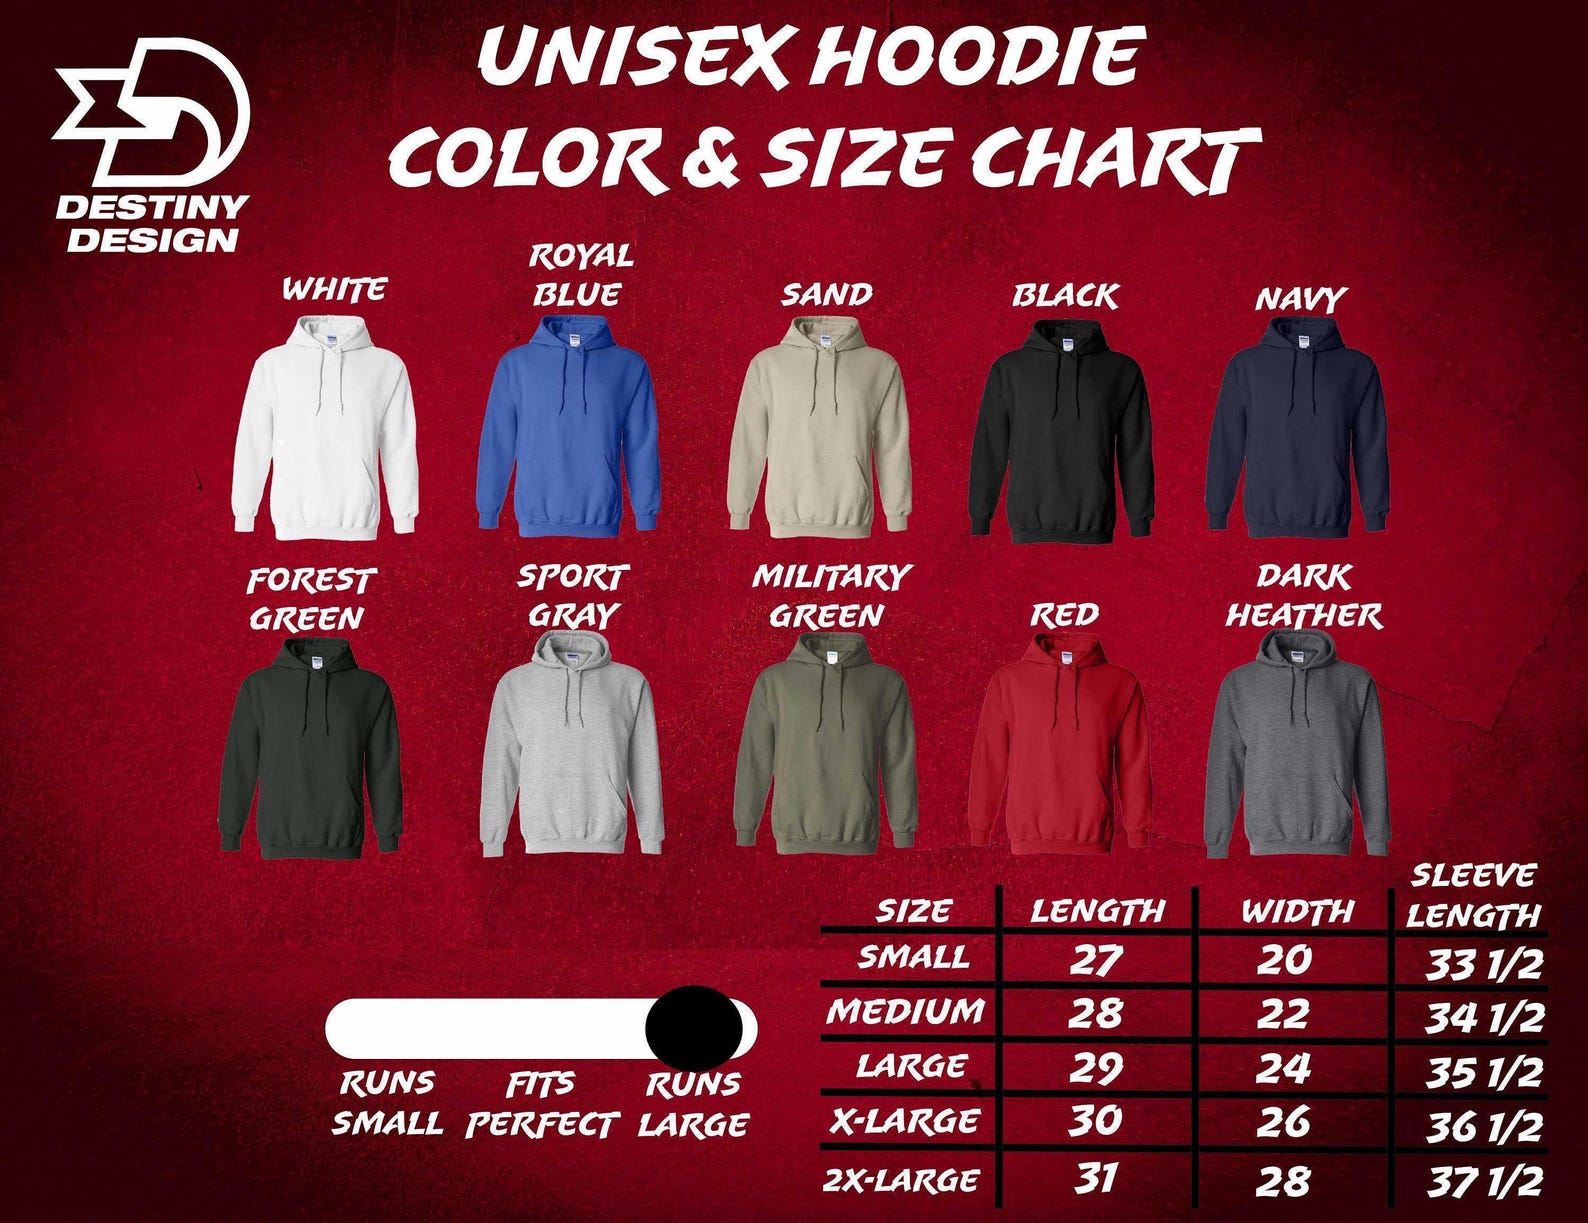 UNISEX HOODIE
COLOR & SIZE CHART
DESTINY
DESIGN
WHITE
ROYAL
BLUE
SAND
BLACK
NAVY
FOREST
GREEN
SPORT
GRAY
MILITARY
GREEN
RED
DARK
HEATHER
RUNS
SMALL
FITS
PERFECT
RUNS
LARGE
SIZE LENGTH WIDTH SLEEVE LENGTH
SMALL 27 20 33 1/2
MEDIUM 28 22 34 1/2
LARGE 29 24 35 1/2
X-LARGE 30 26 36 1/2
2X-LARGE 31 28 37 1/2